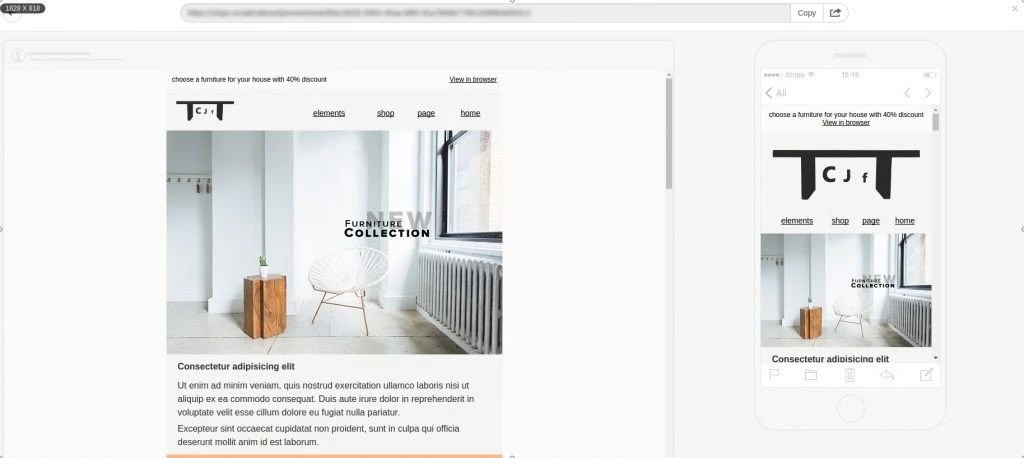 1828 X 818
Copy
choose a furniture for your house with 40% discount
View in browser
CJf
elements shop page home
NEW
FURNITURE
COLLECTION
Consectetur adipisicing elit
Ut enim ad minim veniam, quis nostrud exercitation ullamco laboris nisi ut
aliquip ex ea commodo consequat. Duis aute irure dolor in reprehenderit in
voluptate velit esse cillum dolore eu fugiat nulla pariatur.
Excepteur sint occaecat cupidatat non proident, sunt in culpa qui officia
deserunt mollit anim id est laborum.
Stripo 15:15
All
choose a furniture for your house with 40% discount
View in browser
CJf
elements shop page home
NEW
FURNITURE
COLLECTION
Consectetur adipisicing elit